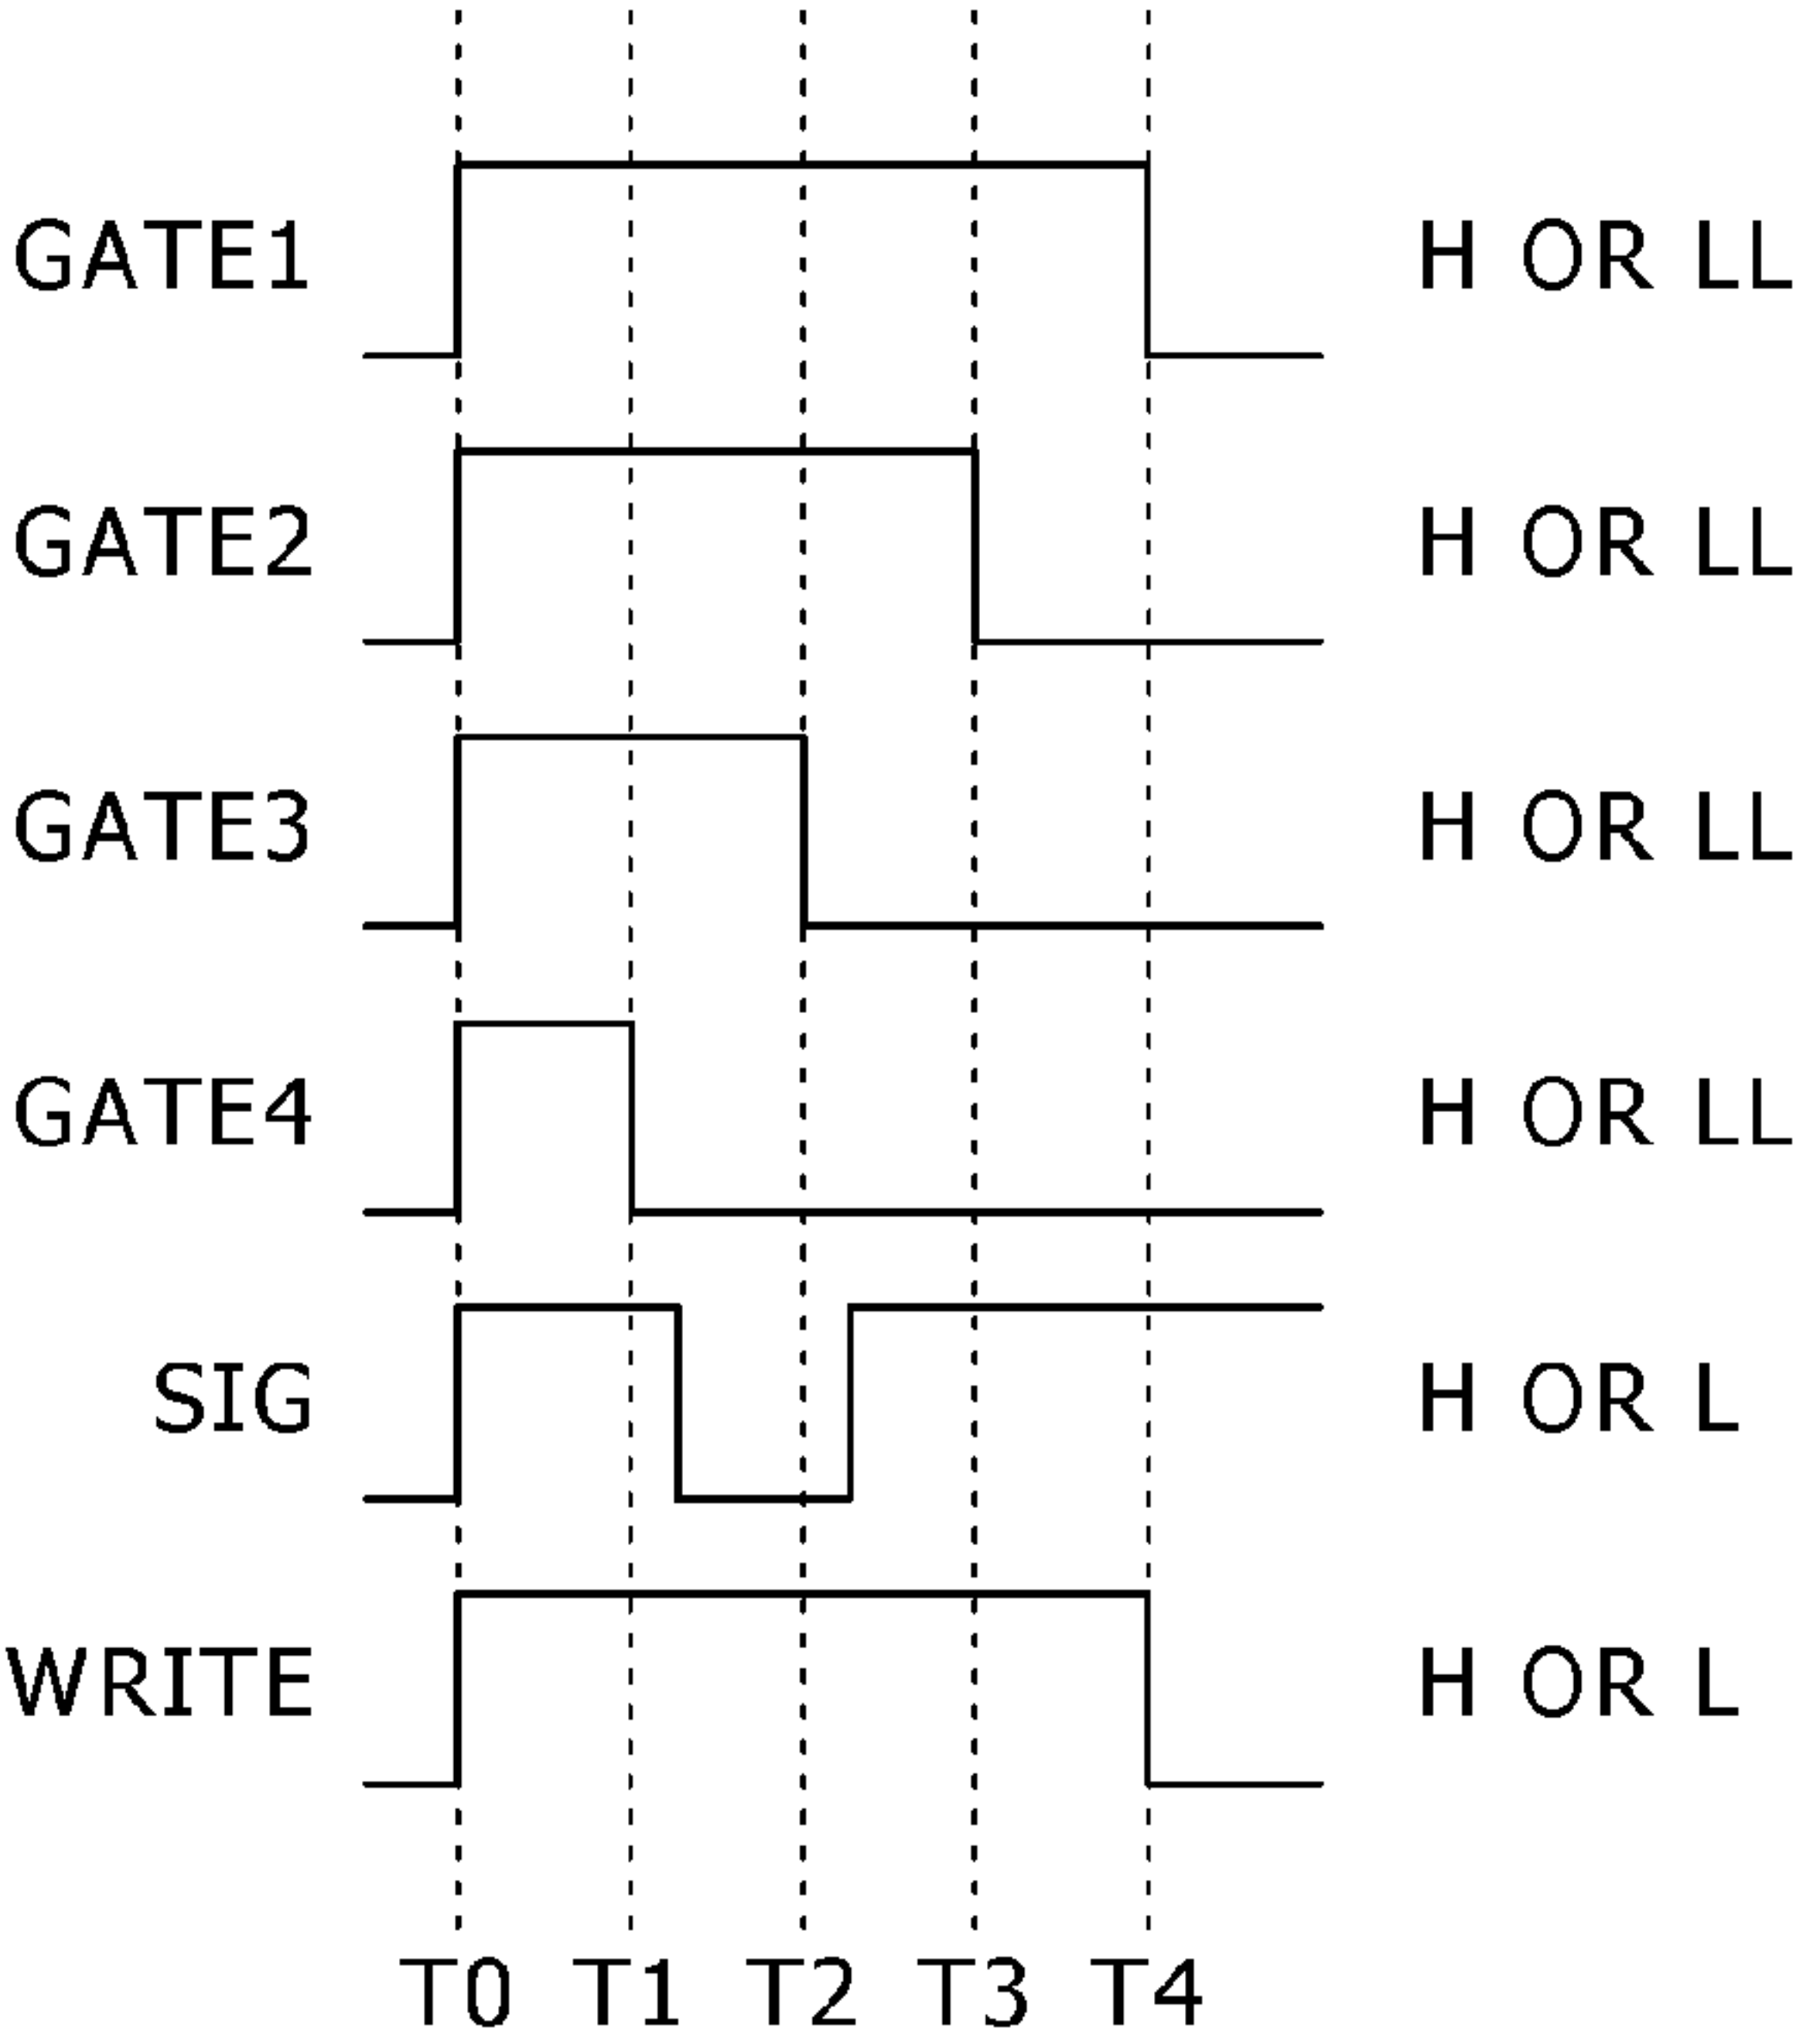 GATE1 H OR LL
GATE2 H OR LL
GATE3 H OR LL
GATE4 H OR LL
SIG H OR L
WRITE H OR L
T0 T1 T2 T3 T4